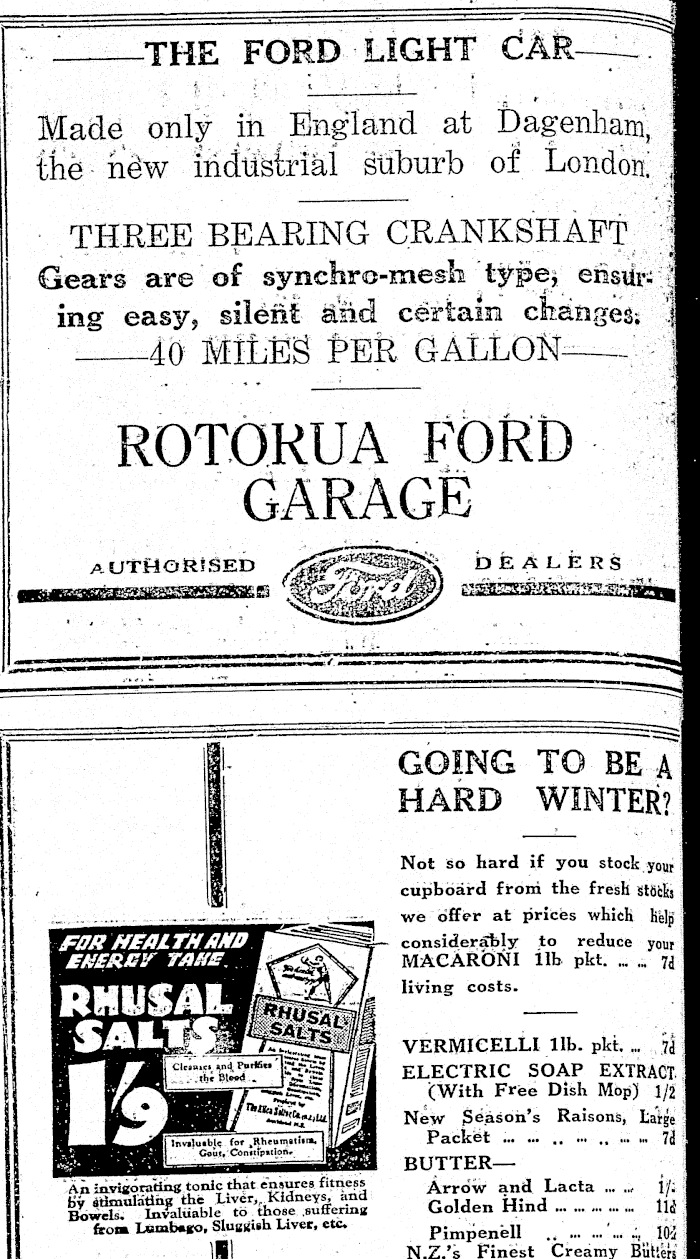 THE FORD LIGHT CAR
Made only in England at Dagenham,
the new industrial suburb of London.
THREE BEARING CRANKSHAFT
Gears are of synchro-mesh type, ensur-
ing easy, silent and certain changes.
40 MILES PER GALLON
ROTORUA FORD
GARAGE
AUTHORISED Ford DEALERS
FOR HEALTH AND
ENERGY TAKE
RHUSAL
SALTS
1/9
RHUSAL
SALTS
Cleanses and Purifies
the Blood
Invaluable for Rheumatism,
Gout, Constipation.
An invigorating tonic that ensures fitness
by stimulating the Liver, Kidneys, and
Bowels. Invaluable to those suffering
from Lumbago, Sluggish Liver, etc.
GOING TO BE A
HARD WINTER?
Not so hard if you stock your
cupboard from the fresh stocks
we offer at prices which help
considerably to reduce your
MACARONI 1lb pkt. ... ... 7d
living costs.
VERMICELLI 1lb. pkt. ... 7d
ELECTRIC SOAP EXTRACT
(With Free Dish Mop) 1/2
New Season's Raisons, Large
Packet ... ... .. ... .. ... ... 7d
BUTTER—
Arrow and Lacta ... ...
Golden Hind ... ... ... ... 11d
Pimpenell .. ... ... ... ..
N.Z.'s Finest Creamy Butters